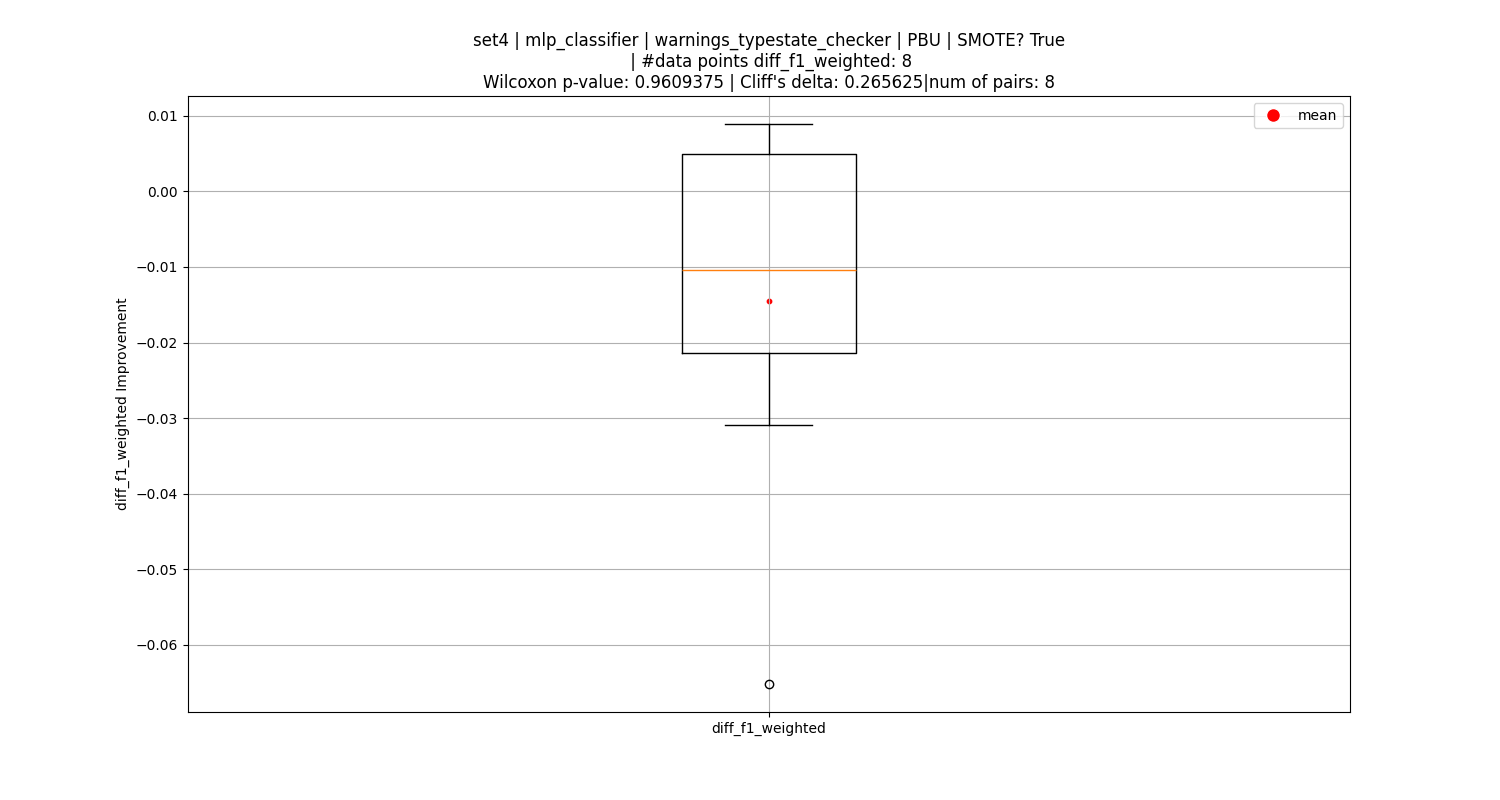 set4 | mlp_classifier | warnings_typestate_checker | PBU | SMOTE? True
| #data points diff_f1_weighted: 8
Wilcoxon p-value: 0.9609375 | Cliff's delta: 0.265625|num of pairs: 8
mean
0.01
0.00
−0.01
−0.02
−0.03
−0.04
−0.05
−0.06
diff_f1_weighted Improvement
diff_f1_weighted